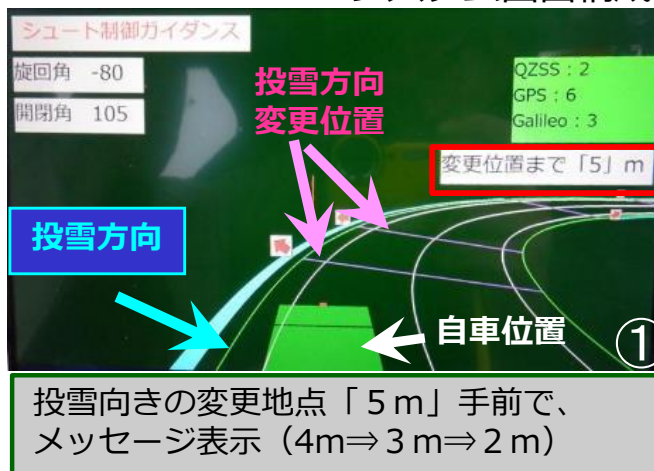 シュート制御ガイダンス
旋回角 -80
開閉角 105
投雪方向
変更位置
QZSS : 2
GPS : 6
Galileo : 3
変更位置まで「5」m
投雪方向
自車位置
①
投雪向きの変更地点「５ｍ」手前で、
メッセージ表示（4m⇒３ｍ⇒２ｍ）